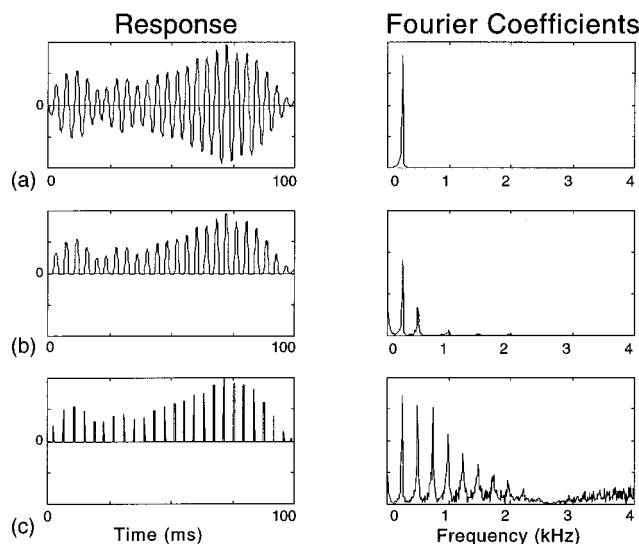 Response Fourier Coefficients
0
(a) 0 100 0 1 2 3 4
0
(b) 0 100 0 1 2 3 4
0
(c) 0 100 0 1 2 3 4
Time (ms) Frequency (kHz)